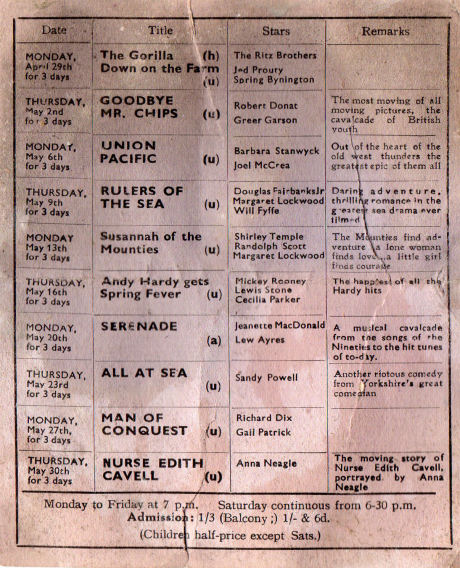 Date Title Stars Remarks
MONDAY, April 29th for 3 days
The Gorilla (h)
Down on the Farm (u)
The Ritz Brothers
Jed Proury
Spring Byington
THURSDAY, May 2nd for 3 days
GOODBYE
MR. CHIPS (u)
Robert Donat
Greer Garson
The most moving of all
moving pictures, the
cavalcade of British
youth
MONDAY, May 6th for 3 days
UNION
PACIFIC (u)
Barbara Stanwyck
Joel McCrea
Out of the heart of the
old west thunders the
greatest epic of them all
THURSDAY, May 9th for 3 days
RULERS OF
THE SEA (u)
Douglas FairbanksJr
Margaret Lockwood
Will Fyffe
Daring adventure,
thrilling romance in the
greatest sea drama ever
filmed
MONDAY May 13th for 3 days
Susannah of the
Mounties (u)
Shirley Temple
Randolph Scott
Margaret Lockwood
The Mounties find ad-
venture, a lone woman
finds love, a little girl
finds courage
THURSDAY, May 16th for 3 days
Andy Hardy gets
Spring Fever (u)
Mickey Rooney
Lewis Stone
Cecilia Parker
The happiest of all the
Hardy hits
MONDAY, May 20th for 3 days
SERENADE (a)
Jeanette MacDonald
Lew Ayres
A musical cavalcade
from the songs of the
Nineties to the hit tunes
of to-day.
THURSDAY, May 23rd for 3 days
ALL AT SEA (u)
Sandy Powell
Another riotous comedy
from Yorkshire's great
comedian
MONDAY, May 27th, for 3 days
MAN OF
CONQUEST (u)
Richard Dix
Gail Patrick
THURSDAY, May 30th for 3 days
NURSE EDITH
CAVELL (u)
Anna Neagle
The moving story of
Nurse Edith Cavell,
portrayed by Anna
Neagle
Monday to Friday at 7 p.m. Saturday continuous from 6-30 p.m.
Admission: 1/3 (Balcony ;) 1/- & 6d.
(Children half-price except Sats.)